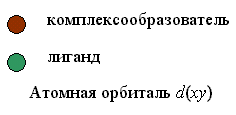 комплексообразователь
лиганд
Атомная орбиталь d(xy)